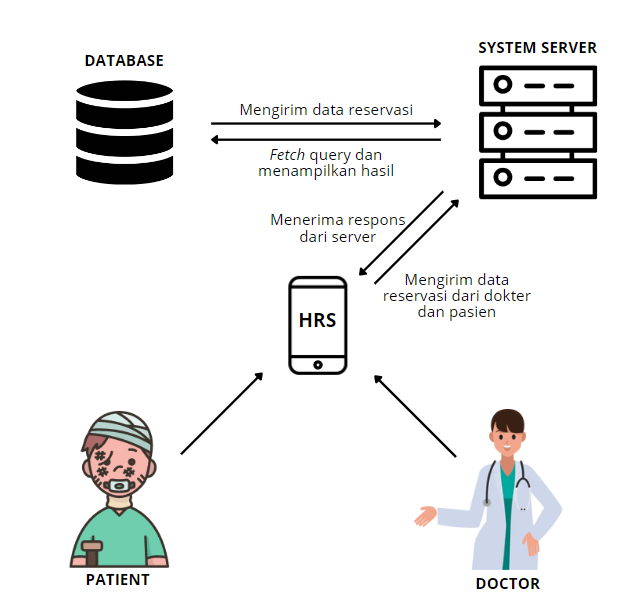 DATABASE
SYSTEM SERVER
Mengirim data reservasi
Fetch query dan
menampilkan hasil
Menerima respons
dari server
Mengirim data
reservasi dari dokter
dan pasien
HRS
PATIENT
DOCTOR